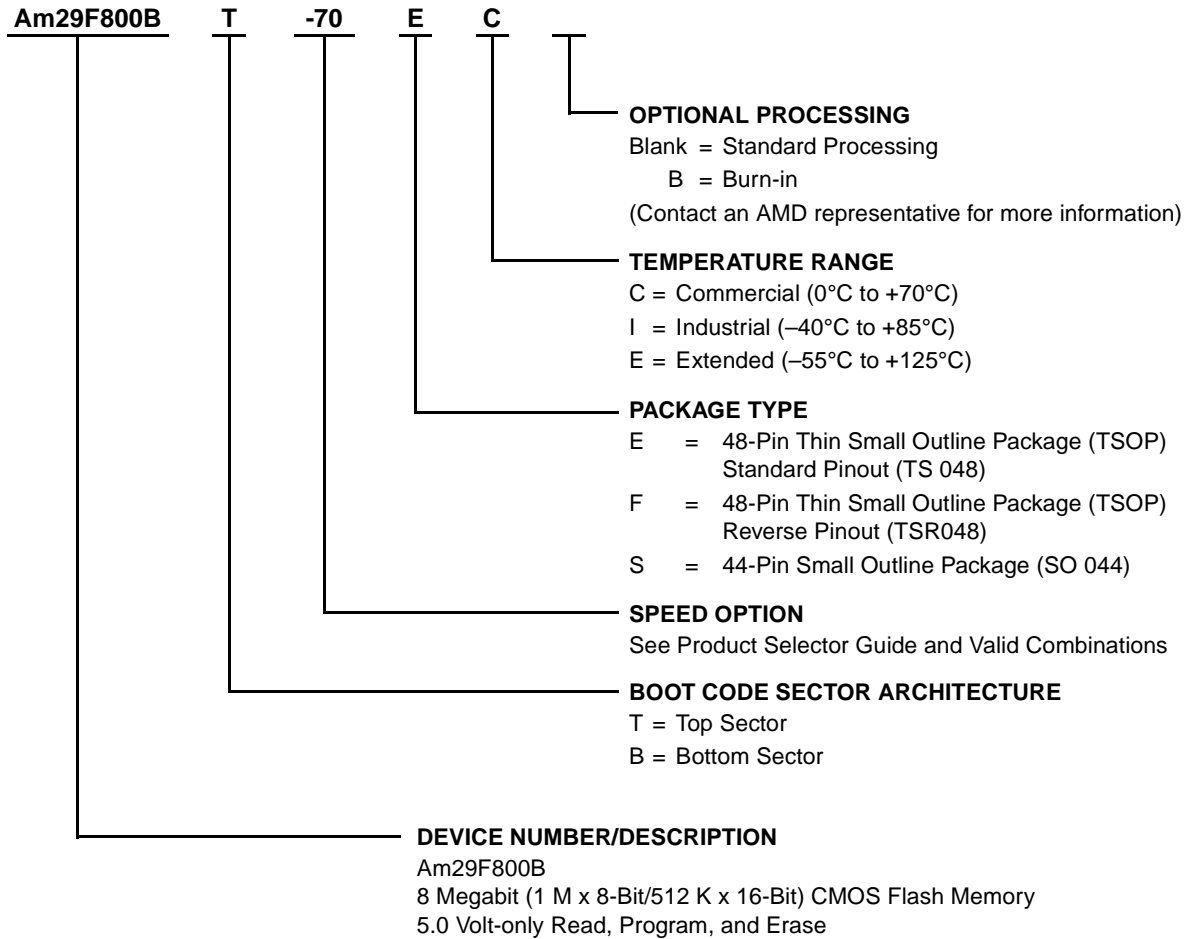 Am29F800B T -70 E C
OPTIONAL PROCESSING
Blank = Standard Processing
B = Burn-in
(Contact an AMD representative for more information)
TEMPERATURE RANGE
C = Commercial (0°C to +70°C)
I = Industrial (–40°C to +85°C)
E = Extended (–55°C to +125°C)
PACKAGE TYPE
E = 48-Pin Thin Small Outline Package (TSOP)
Standard Pinout (TS 048)
F = 48-Pin Thin Small Outline Package (TSOP)
Reverse Pinout (TSR048)
S = 44-Pin Small Outline Package (SO 044)
SPEED OPTION
See Product Selector Guide and Valid Combinations
BOOT CODE SECTOR ARCHITECTURE
T = Top Sector
B = Bottom Sector
DEVICE NUMBER/DESCRIPTION
Am29F800B
8 Megabit (1 M x 8-Bit/512 K x 16-Bit) CMOS Flash Memory
5.0 Volt-only Read, Program, and Erase